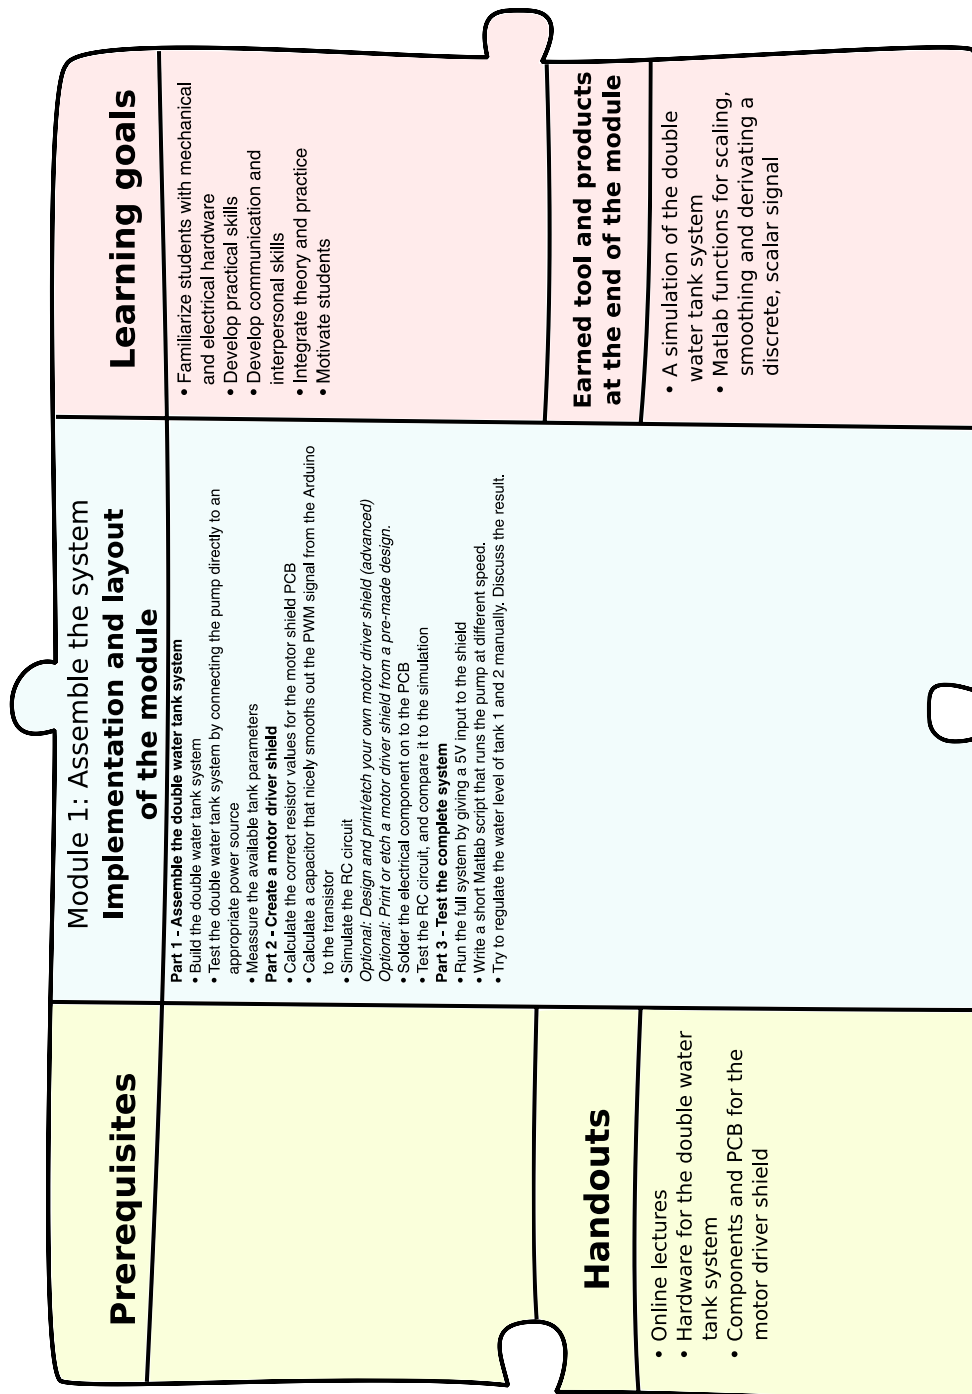 Prerequisites
Handouts
• Online lectures
• Hardware for the double water
tank system
• Components and PCB for the
motor driver shield
Module 1: Assemble the system
Implementation and layout
of the module
Part 1 - Assemble the double water tank system
• Build the double water tank system
• Test the double water tank system by connecting the pump directly to an
appropriate power source
• Meassure the available tank parameters
Part 2 - Create a motor driver shield
• Calculate the correct resistor values for the motor shield PCB
• Calculate a capacitor that nicely smooths out the PWM signal from the Arduino
to the transistor
• Simulate the RC circuit
Optional: Design and print/etch your own motor driver shield (advanced)
Optional: Print or etch a motor driver shield from a pre-made design.
• Solder the electrical component on to the PCB
• Test the RC circuit, and compare it to the simulation
Part 3 - Test the complete system
• Run the full system by giving a 5V input to the shield
• Write a short Matlab script that runs the pump at different speed.
• Try to regulate the water level of tank 1 and 2 manually. Discuss the result.
Learning goals
• Familiarize students with mechanical
and electrical hardware
• Develop practical skills
• Develop communication and
interpersonal skills
• Integrate theory and practice
• Motivate students
Earned tool and products
at the end of the module
• A simulation of the double
water tank system
• Matlab functions for scaling,
smoothing and derivating a
discrete, scalar signal